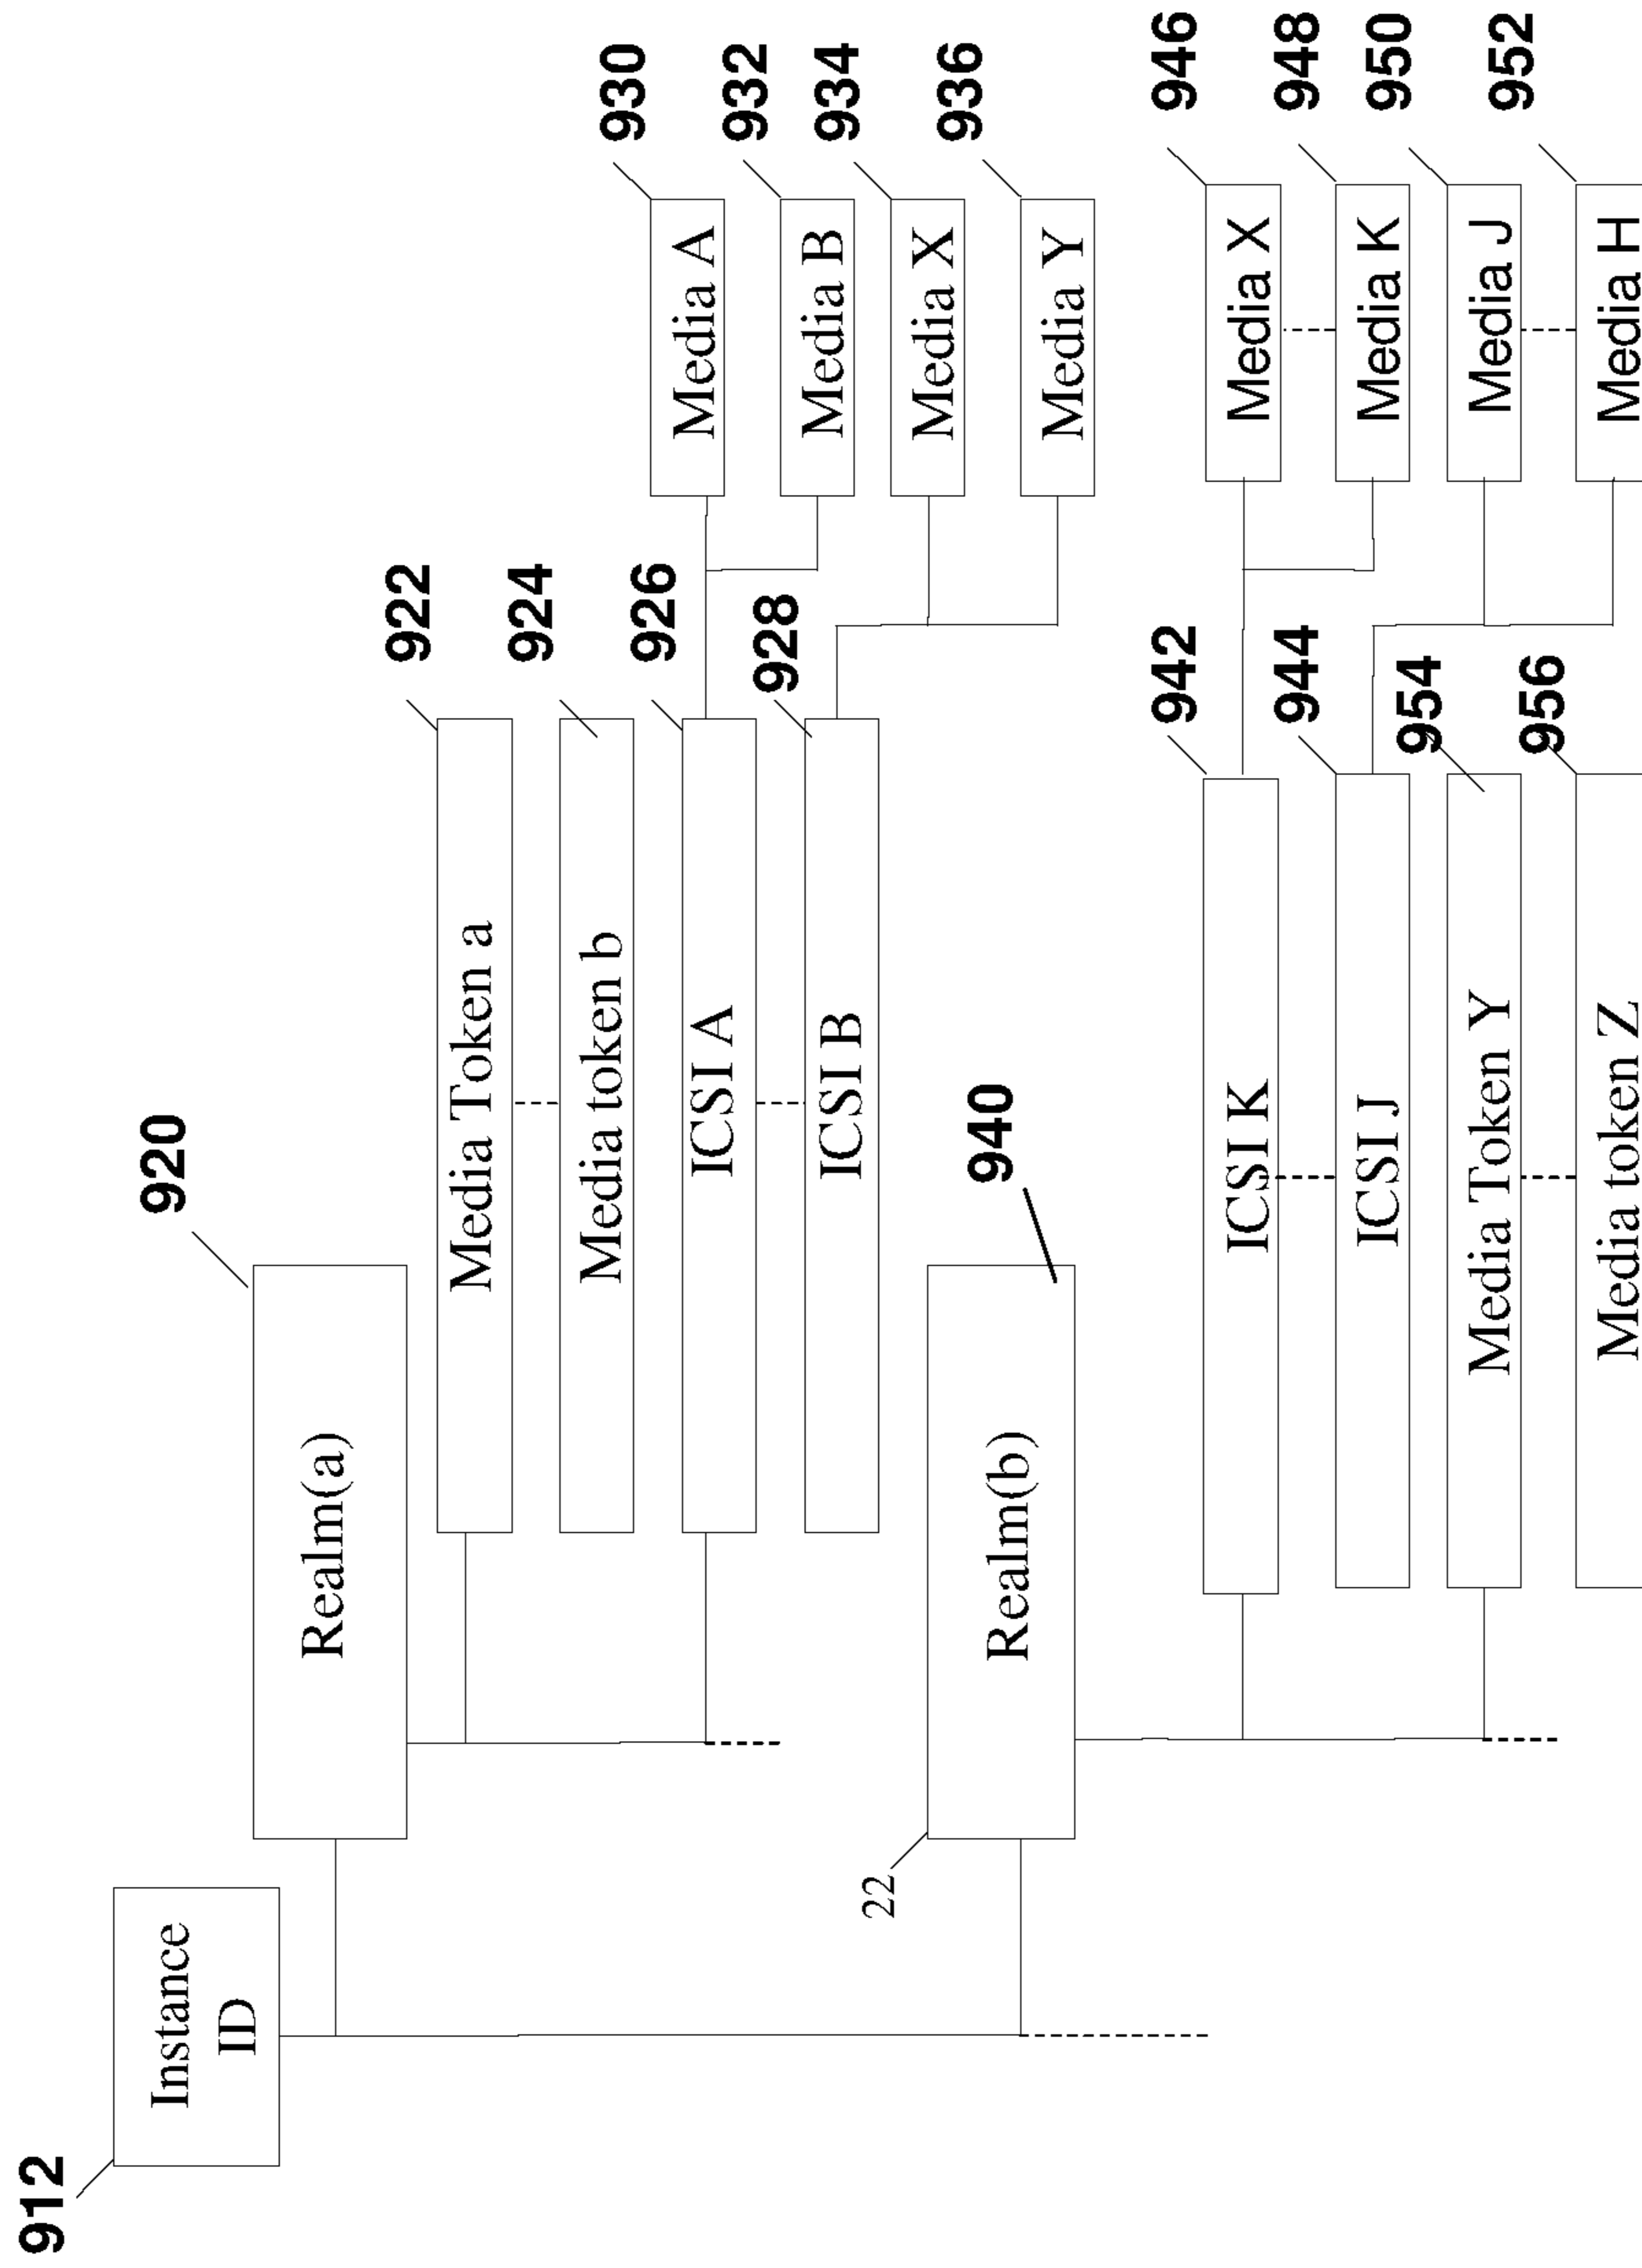 912
Instance
ID
920
Realm(a)
922
Media Token a
924
Media token b
926
ICSI A
928
ICSI B
930
Media A
932
Media B
934
Media X
936
Media Y
22
940
Realm(b)
942
ICSI K
944
ICSI J
954
Media Token Y
956
Media token Z
946
Media X
948
Media K
950
Media J
952
Media H